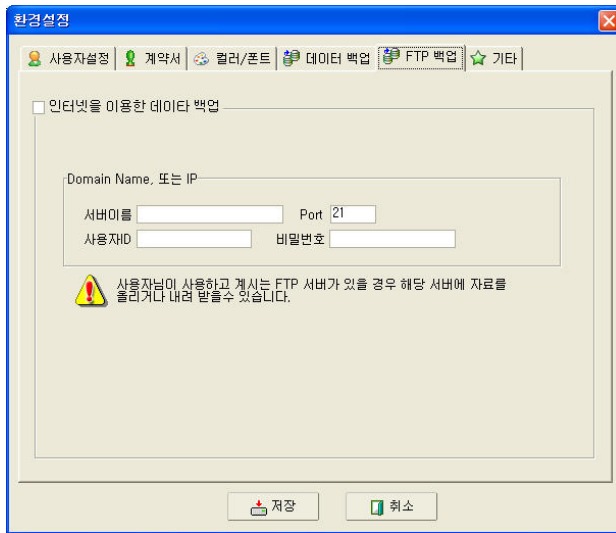 환경설정
사용자설정 계약서 컬러/폰트 데이터 백업 FTP 백업 기타
인터넷을 이용한 데이타 백업
Domain Name, 또는 IP
서버이름 Port 21
사용자ID 비밀번호
사용자님이 사용하고 계시는 FTP 서버가 있을 경우 해당 서버에 자료를
올리거나 내려 받을수 있습니다.
저장 취소